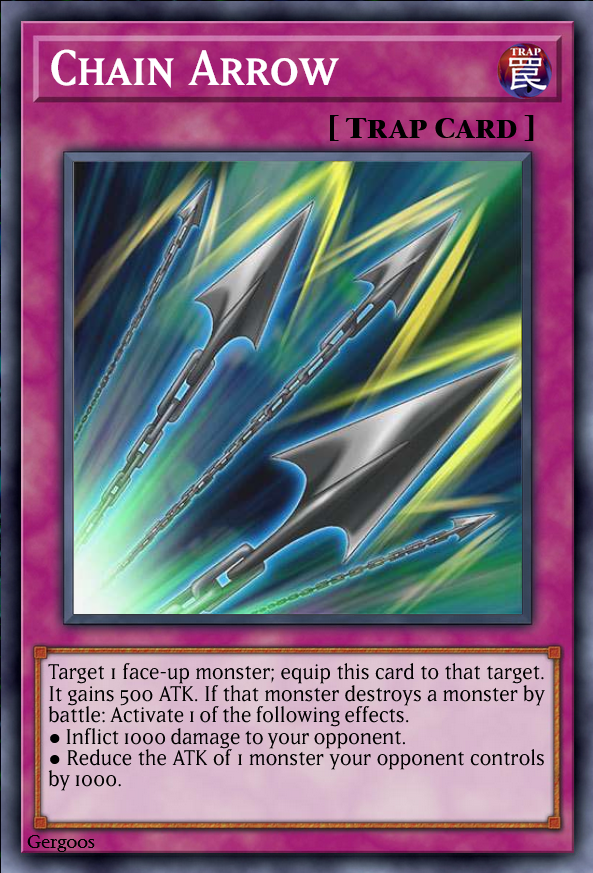 Chain Arrow
TRAP
罠
[ Trap Card ]
Target 1 face-up monster; equip this card to that target.
It gains 500 ATK. If that monster destroys a monster by
battle: Activate 1 of the following effects.
● Inflict 1000 damage to your opponent.
● Reduce the ATK of 1 monster your opponent controls
by 1000.
Gergoos